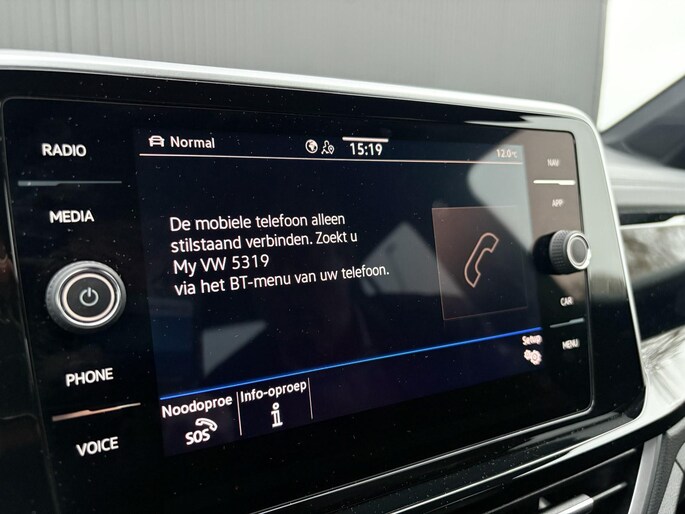 RADIO
MEDIA
PHONE
VOICE
Normal
15:19
12.0°C
De mobiele telefoon alleen
stilstaand verbinden. Zoekt u
My VW 5319
via het BT-menu van uw telefoon.
Setup
Noodoproe
SOS
Info-oproep
i
NAV
APP
CAR
MENU